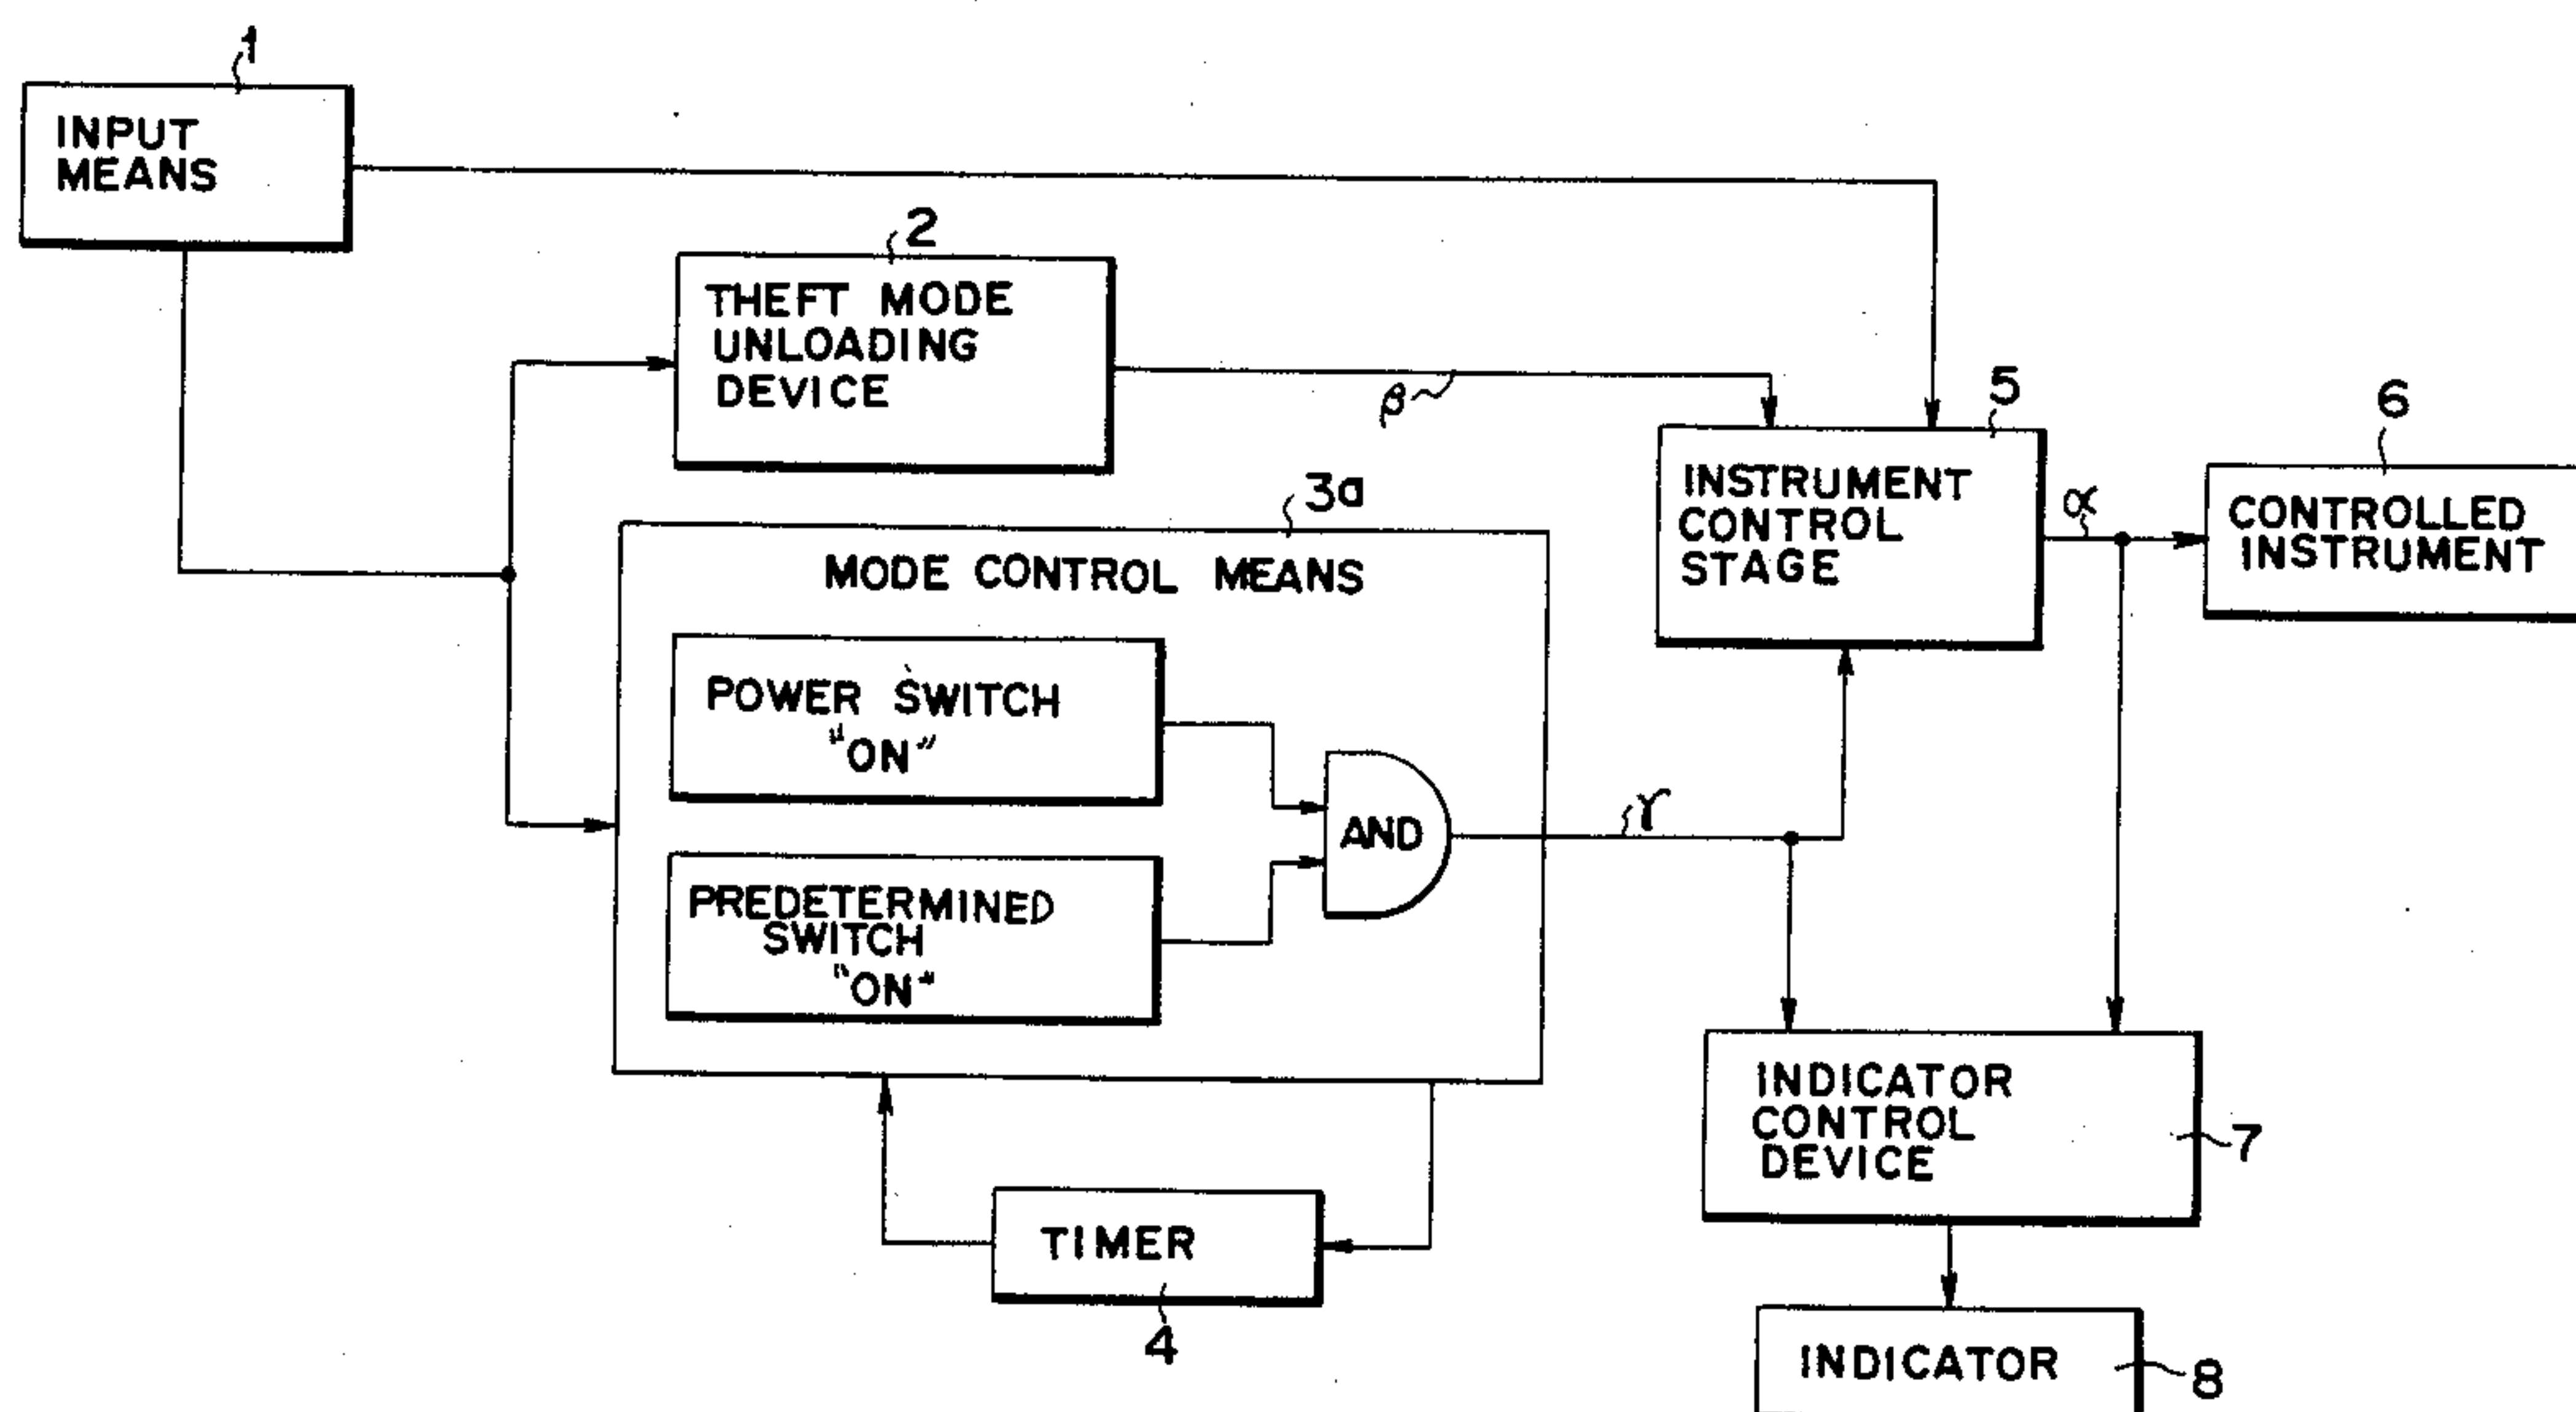 1
INPUT
MEANS
2
THEFT MODE
UNLOADING
DEVICE
β
5
INSTRUMENT
CONTROL
STAGE
α
6
CONTROLLED
INSTRUMENT
3a
MODE CONTROL MEANS
POWER SWITCH
"ON"
PREDETERMINED
SWITCH
"ON"
AND
γ
INDICATOR
CONTROL
DEVICE
7
TIMER
4
INDICATOR
8